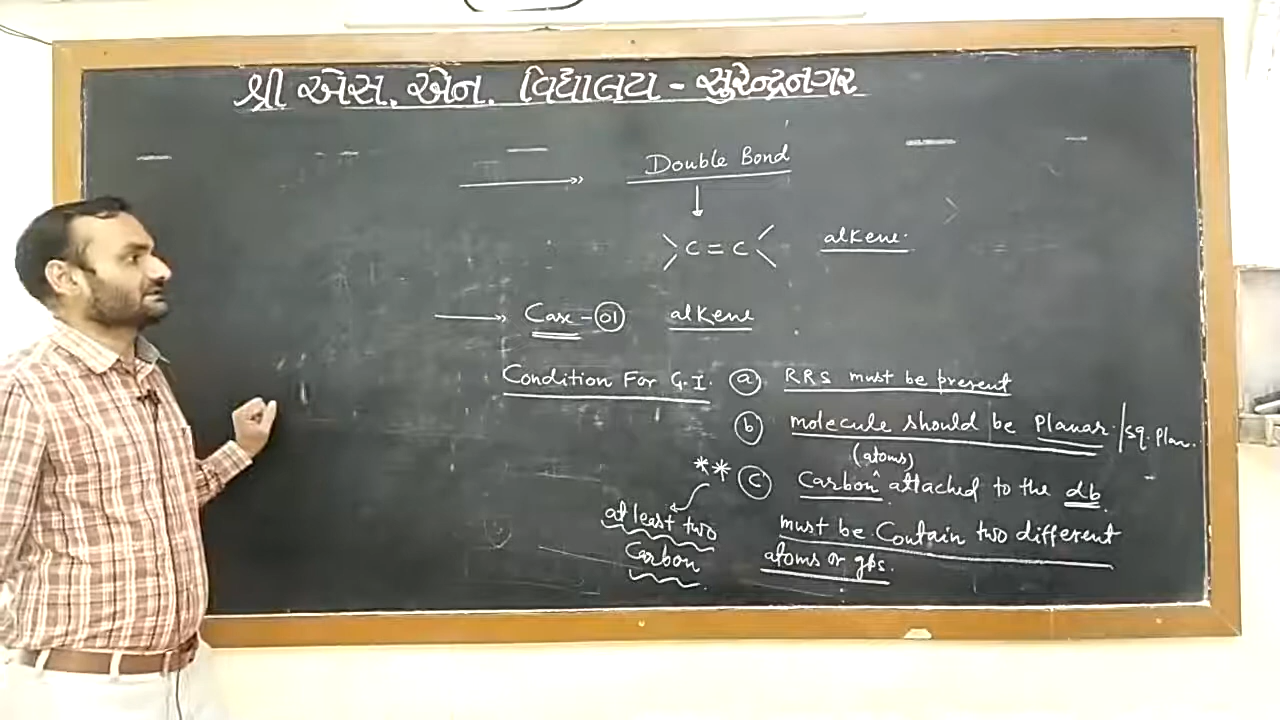 શ્રી એસ. એન. વિદ્યાલય - સુરેન્દ્રનગર
Double Bond
C = C alkene.
Case - 01 alkene
Condition For G.I. (a) RRS must be present
(b) molecule should be Planar / sq. Plan.
(atoms)
** (c) Carbon^ attached to the db
at least two must be Contain two different
Carbon atoms or gps.